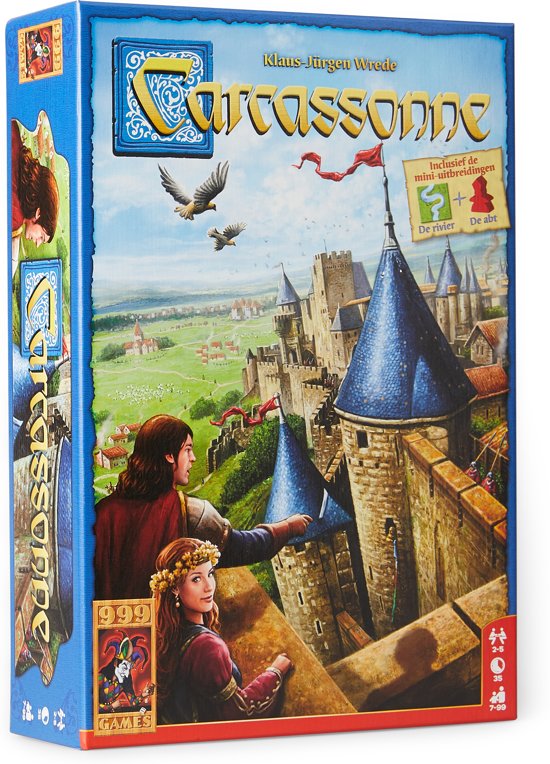 Klaus-Jürgen Wrede
Carcassonne
Inclusief de
mini-uitbreidingen
+
De rivier
De abt
Carcassonne
999
GAMES
2-5
35
7-99